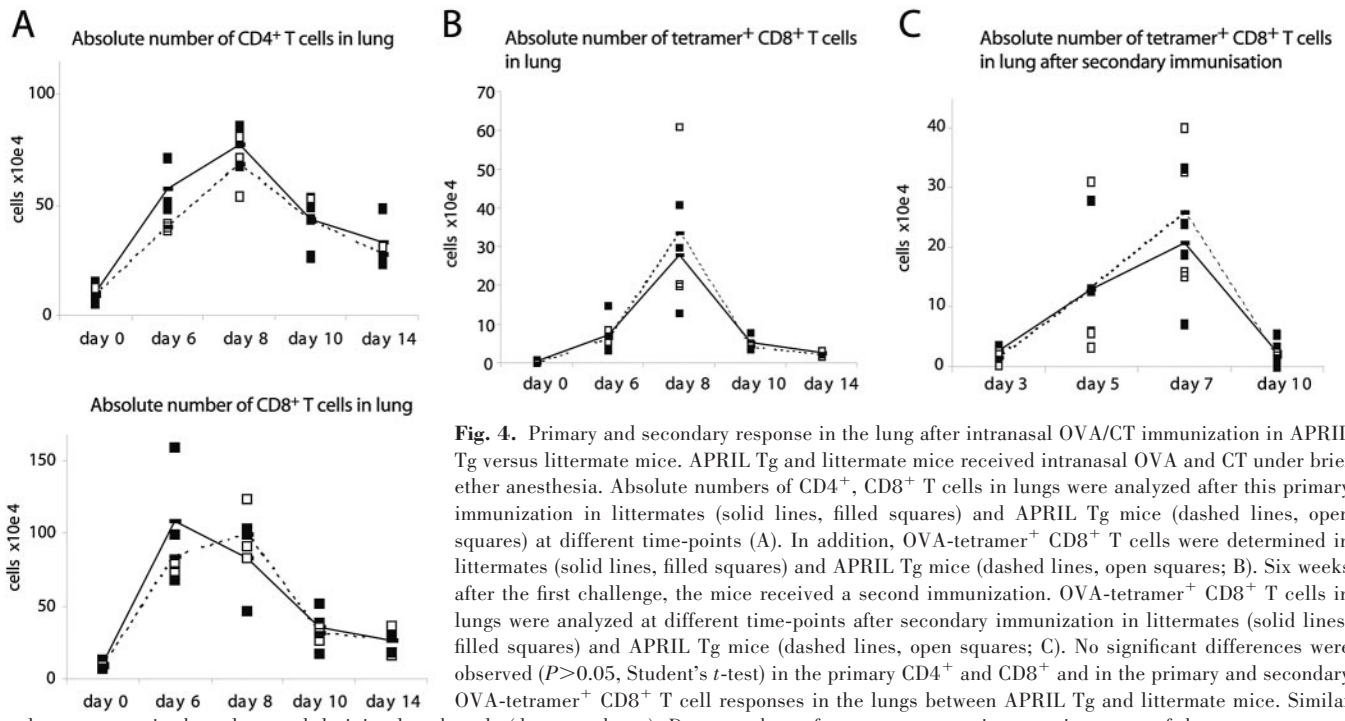 A
Absolute number of CD4+ T cells in lung
cells x10e4
100
50
0
day 0 day 6 day 8 day 10 day 14
Absolute number of CD8+ T cells in lung
cells x10e4
150
100
50
0
day 0 day 6 day 8 day 10 day 14
B
Absolute number of tetramer+ CD8+ T cells
in lung
cells x10e4
70
60
50
40
30
20
10
0
day 0 day 6 day 8 day 10 day 14
C
Absolute number of tetramer+ CD8+ T cells
in lung after secondary immunisation
cells x10e4
40
30
20
10
0
day 3 day 5 day 7 day 10
Fig. 4. Primary and secondary response in the lung after intranasal OVA/CT immunization in APRIL
Tg versus littermate mice. APRIL Tg and littermate mice received intranasal OVA and CT under brie
ether anesthesia. Absolute numbers of CD4+, CD8+ T cells in lungs were analyzed after this primary
immunization in littermates (solid lines, filled squares) and APRIL Tg mice (dashed lines, open
squares) at different time-points (A). In addition, OVA-tetramer+ CD8+ T cells were determined in
littermates (solid lines, filled squares) and APRIL Tg mice (dashed lines, open squares; B). Six weeks
after the first challenge, the mice received a second immunization. OVA-tetramer+ CD8+ T cells in
lungs were analyzed at different time-points after secondary immunization in littermates (solid lines
filled squares) and APRIL Tg mice (dashed lines, open squares; C). No significant differences were
observed (P>0.05, Student's t-test) in the primary CD4+ and CD8+ and in the primary and secondary
OVA-tetramer+ CD8+ T cell responses in the lungs between APRIL Tg and littermate mice. Similar